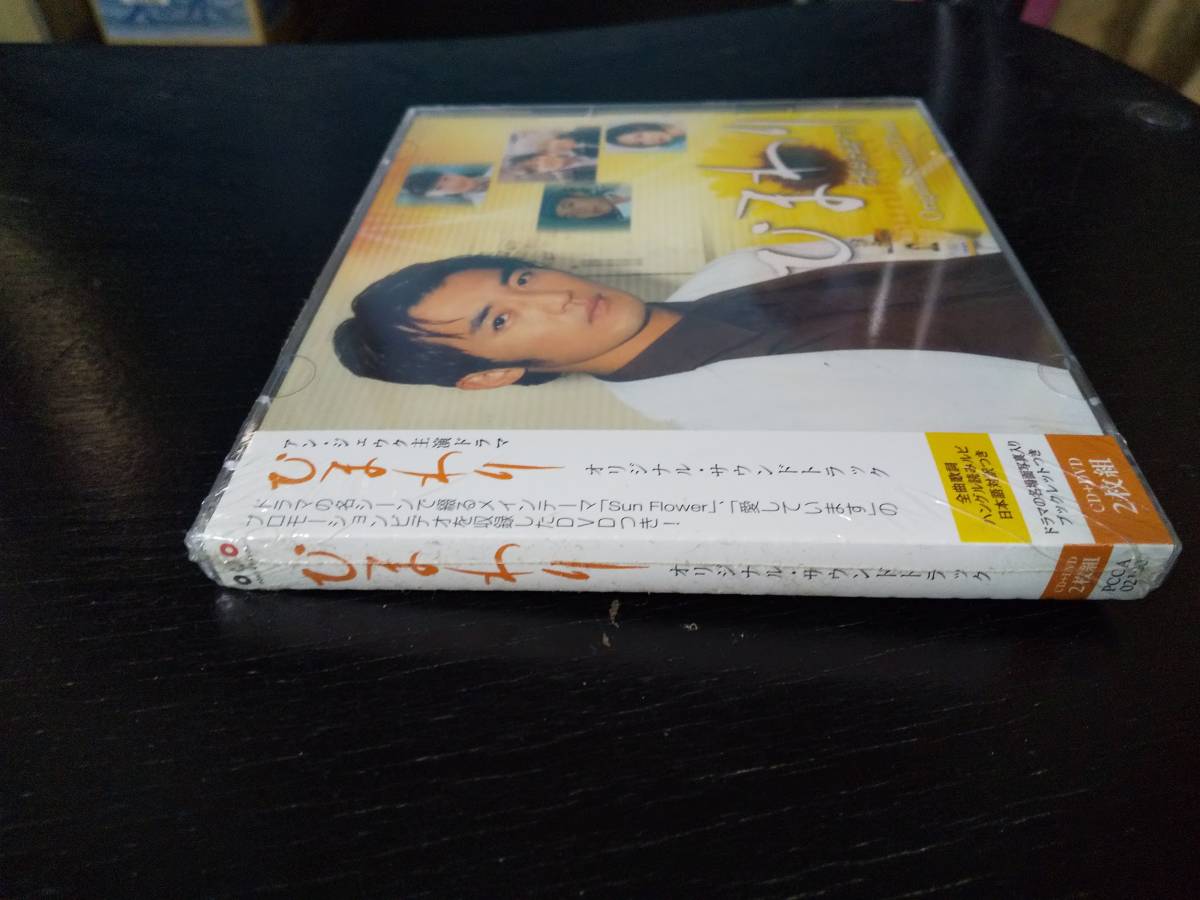 ひまわり
Original Soundtrack
アン・ジェウク主演ドラマ
ひまわり
オリジナル・サウンドトラック
ドラマの名シーンで綴るメインテーマ「Sun Flower」、「愛しています」の
プロモーションビデオを収録したDVDつき！
全曲歌詞
ハングル読みルビ
日本語対訳つき
ドラマの名場面写真入り
ブックレットつき
CD+DVD
2枚組
ひまわり
オリジナル・サウンドトラック
CD+DVD
2枚組
PCCA